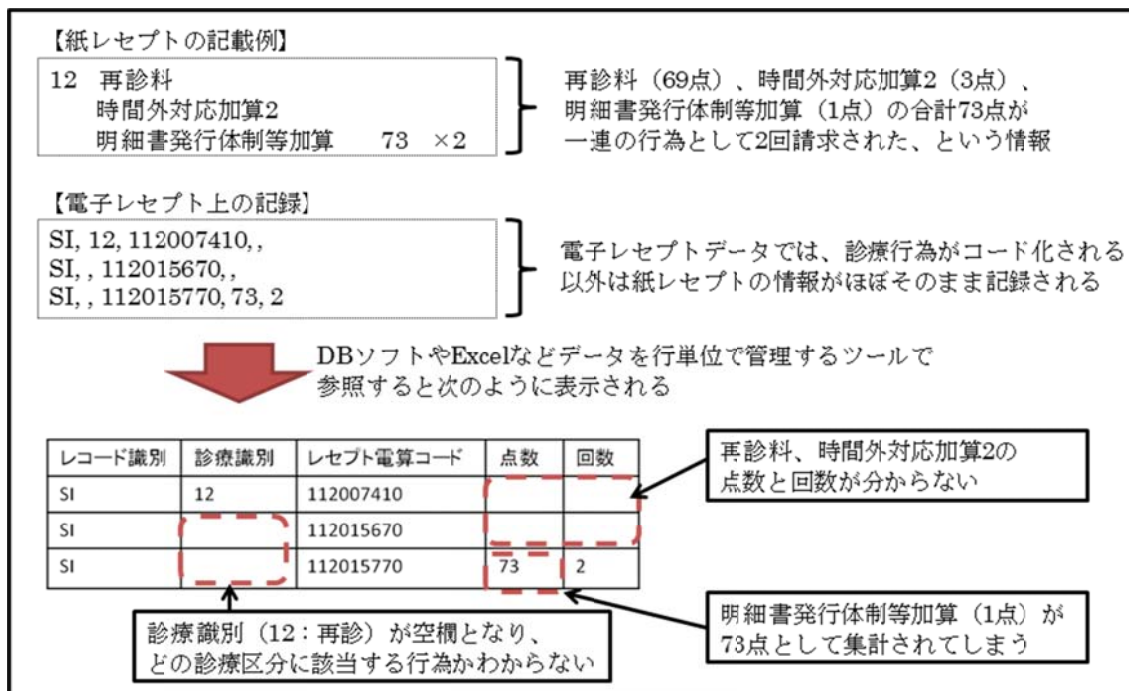 【紙レセプトの記載例】
12 再診料
時間外対応加算2
明細書発行体制等加算 73 ×2
再診料（69点）、時間外対応加算2（3点）、
明細書発行体制等加算（1点）の合計73点が
一連の行為として2回請求された、という情報
【電子レセプト上の記録】
SI, 12, 112007410, ,
SI, , 112015670, ,
SI, , 112015770, 73, 2
電子レセプトデータでは、診療行為がコード化される
以外は紙レセプトの情報がほぼそのまま記録される
DBソフトやExcelなどデータを行単位で管理するツールで
参照すると次のように表示される
レコード識別 診療識別 レセプト電算コード 点数 回数
SI 12 112007410
SI 112015670
SI 112015770 73 2
再診料、時間外対応加算2の
点数と回数が分からない
診療識別（12：再診）が空欄となり、
どの診療区分に該当する行為かわからない
明細書発行体制等加算（1点）が
73点として集計されてしまう